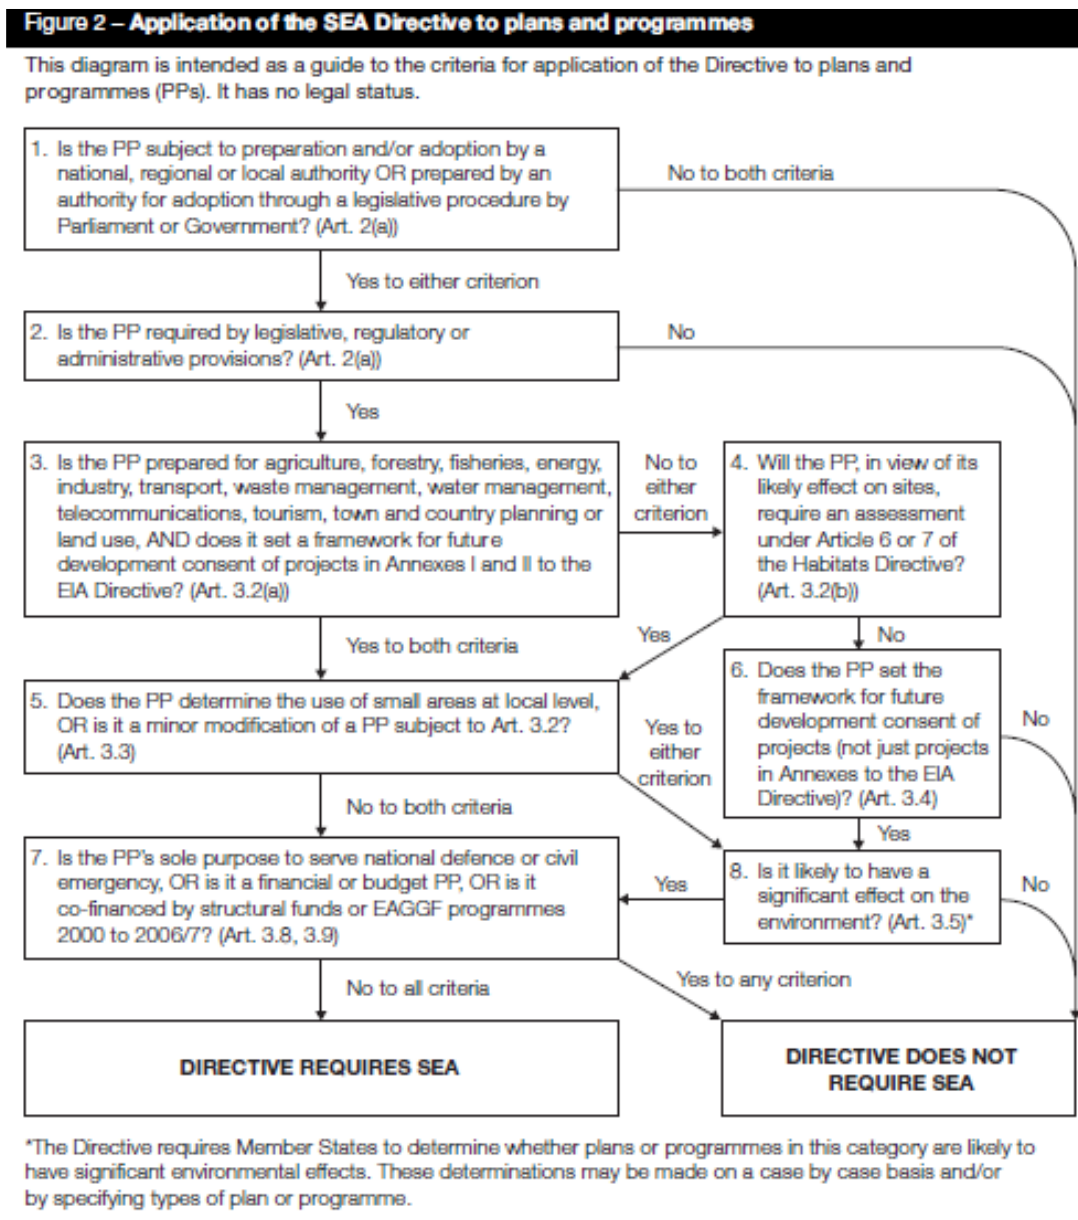 Figure 2 – Application of the SEA Directive to plans and programmes
This diagram is intended as a guide to the criteria for application of the Directive to plans and
programmes (PPs). It has no legal status.
1. Is the PP subject to preparation and/or adoption by a
national, regional or local authority OR prepared by an
authority for adoption through a legislative procedure by
Parliament or Government? (Art. 2(a))
No to both criteria
Yes to either criterion
2. Is the PP required by legislative, regulatory or
administrative provisions? (Art. 2(a))
No
Yes
3. Is the PP prepared for agriculture, forestry, fisheries, energy,
industry, transport, waste management, water management,
telecommunications, tourism, town and country planning or
land use, AND does it set a framework for future
development consent of projects in Annexes I and II to the
EIA Directive? (Art. 3.2(a))
No to
either
criterion
4. Will the PP, in view of its
likely effect on sites,
require an assessment
under Article 6 or 7 of
the Habitats Directive?
(Art. 3.2(b))
Yes to both criteria
Yes
No
5. Does the PP determine the use of small areas at local level,
OR is it a minor modification of a PP subject to Art. 3.2?
(Art. 3.3)
Yes to
either
criterion
6. Does the PP set the
framework for future
development consent of
projects (not just projects
in Annexes to the EIA
Directive)? (Art. 3.4)
No
No to both criteria
Yes
7. Is the PP's sole purpose to serve national defence or civil
emergency, OR is it a financial or budget PP, OR is it
co-financed by structural funds or EAGGF programmes
2000 to 2006/7? (Art. 3.8, 3.9)
Yes
8. Is it likely to have a
significant effect on the
environment? (Art. 3.5)*
No
No to all criteria
Yes to any criterion
DIRECTIVE REQUIRES SEA
DIRECTIVE DOES NOT
REQUIRE SEA
*The Directive requires Member States to determine whether plans or programmes in this category are likely to
have significant environmental effects. These determinations may be made on a case by case basis and/or
by specifying types of plan or programme.